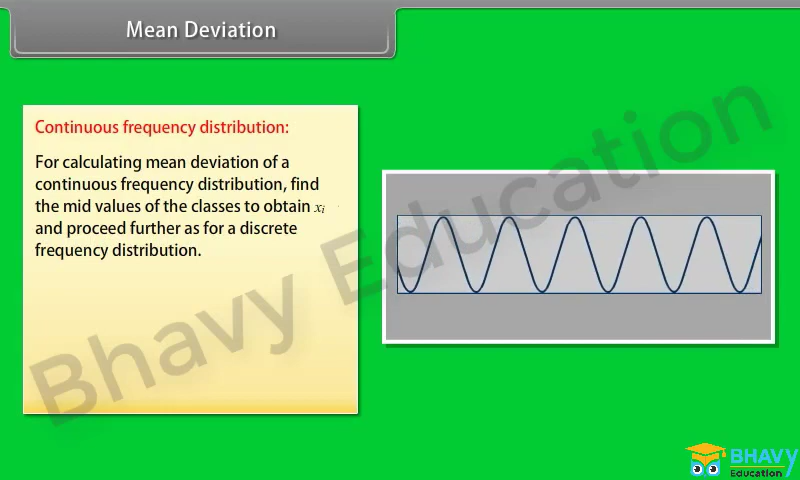 Mean Deviation
Continuous frequency distribution:
For calculating mean deviation of a
continuous frequency distribution, find
the mid values of the classes to obtain xᵢ
and proceed further as for a discrete
frequency distribution.
Bhavy Education
BHAVY
Education